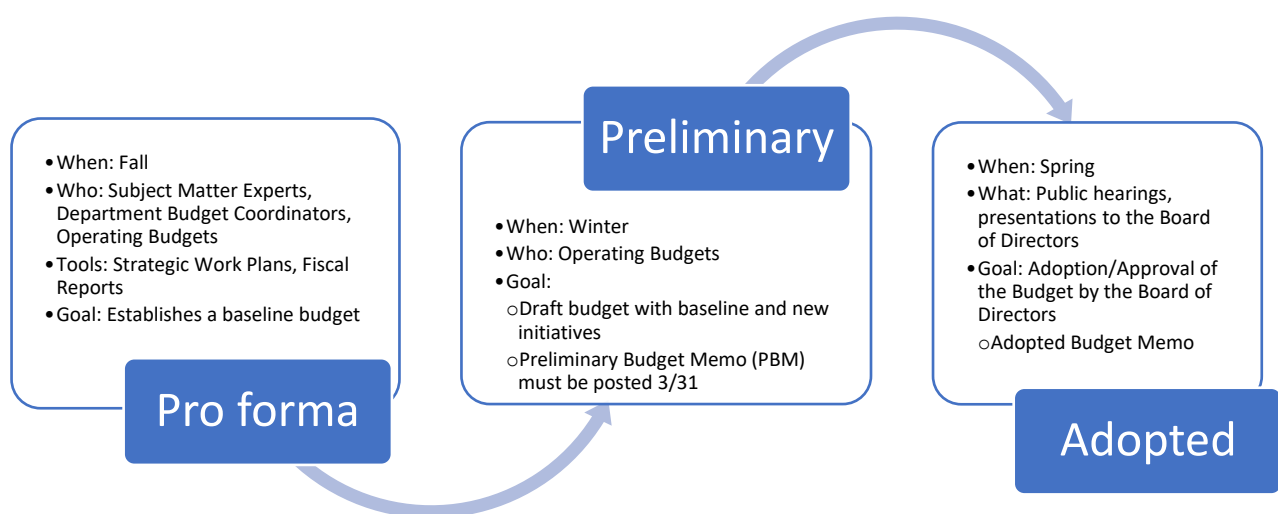 •When: Fall
•Who: Subject Matter Experts,
Department Budget Coordinators,
Operating Budgets
•Tools: Strategic Work Plans, Fiscal
Reports
•Goal: Establishes a baseline budget
Pro forma
Preliminary
•When: Winter
•Who: Operating Budgets
•Goal:
oDraft budget with baseline and new
initiatives
oPreliminary Budget Memo (PBM)
must be posted 3/31
•When: Spring
•What: Public hearings,
presentations to the Board
of Directors
•Goal: Adoption/Approval of
the Budget by the Board of
Directors
oAdopted Budget Memo
Adopted